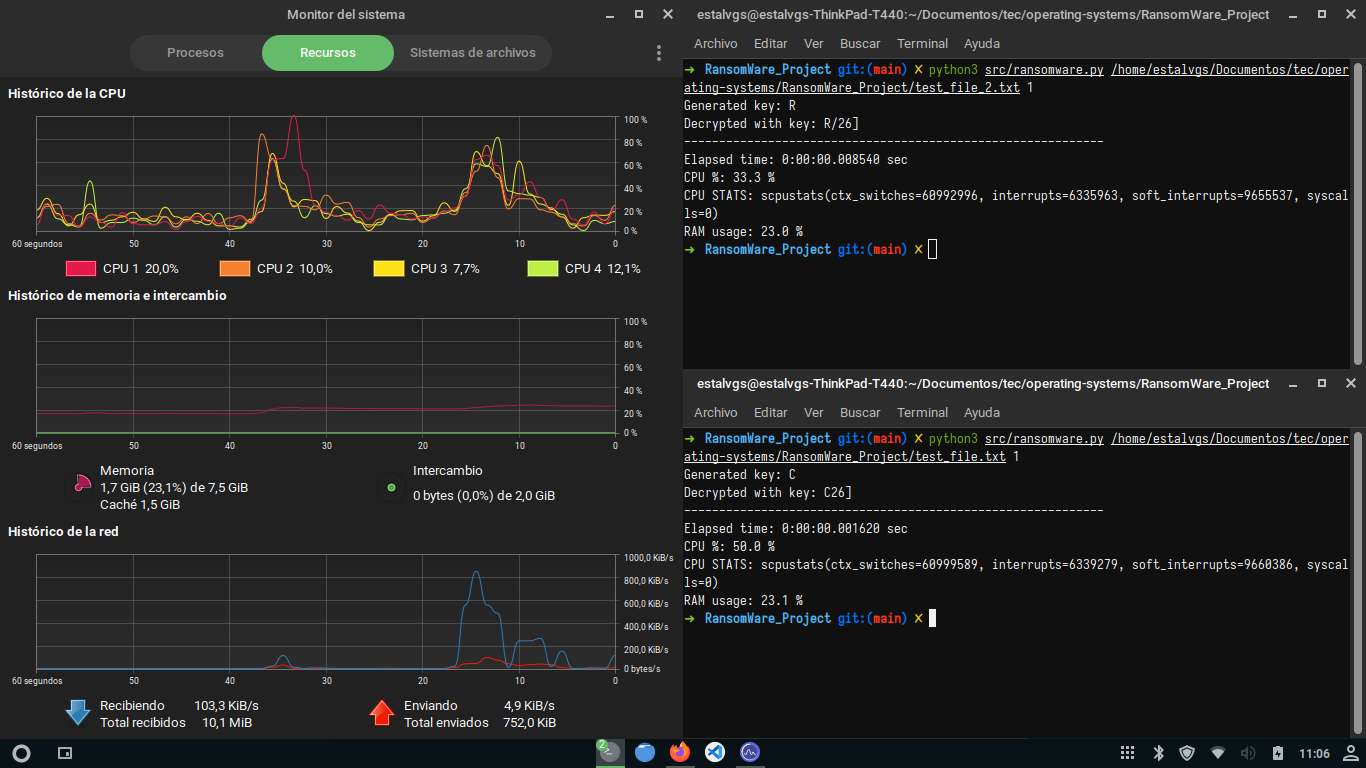 Monitor del sistema
Procesos
Recursos
Sistemas de archivos
Histórico de la CPU
100 %
80 %
60 %
40 %
20 %
0 %
60 segundos 50 40 30 20 10 0
CPU 1 20,0% CPU 2 10,0% CPU 3 7,7% CPU 4 12,1%
Histórico de memoria e intercambio
100 %
80 %
60 %
40 %
20 %
0 %
60 segundos 50 40 30 20 10 0
Memoria
1,7 GiB (23,1%) de 7,5 GiB
Caché 1,5 GiB
Intercambio
0 bytes (0,0%) de 2,0 GiB
Histórico de la red
1000,0 KiB/s
800,0 KiB/s
600,0 KiB/s
400,0 KiB/s
200,0 KiB/s
0 bytes/s
60 segundos 50 40 30 20 10 0
Recibiendo 103,3 KiB/s
Total recibidos 10,1 MiB
Enviando 4,9 KiB/s
Total enviados 752,0 KiB
estalvgs@estalvgs-ThinkPad-T440:~/Documentos/tec/operating-systems/RansomWare_Project
Archivo Editar Ver Buscar Terminal Ayuda
➜ RansomWare_Project git:(main) ✗ python3 src/ransomware.py /home/estalvgs/Documentos/tec/oper
ating-systems/RansomWare_Project/test_file_2.txt 1
Generated key: R
Decrypted with key: R/26]
------------------------------------------------------------
Elapsed time: 0:00:00.008540 sec
CPU %: 33.3 %
CPU STATS: scpustats(ctx_switches=60992996, interrupts=6335963, soft_interrupts=9655537, syscal
ls=0)
RAM usage: 23.0 %
➜ RansomWare_Project git:(main) ✗
estalvgs@estalvgs-ThinkPad-T440:~/Documentos/tec/operating-systems/RansomWare_Project
Archivo Editar Ver Buscar Terminal Ayuda
➜ RansomWare_Project git:(main) ✗ python3 src/ransomware.py /home/estalvgs/Documentos/tec/oper
ating-systems/RansomWare_Project/test_file.txt 1
Generated key: C
Decrypted with key: C26]
------------------------------------------------------------
Elapsed time: 0:00:00.001620 sec
CPU %: 50.0 %
CPU STATS: scpustats(ctx_switches=60999589, interrupts=6339279, soft_interrupts=9660386, syscal
ls=0)
RAM usage: 23.1 %
➜ RansomWare_Project git:(main) ✗
2
11:06